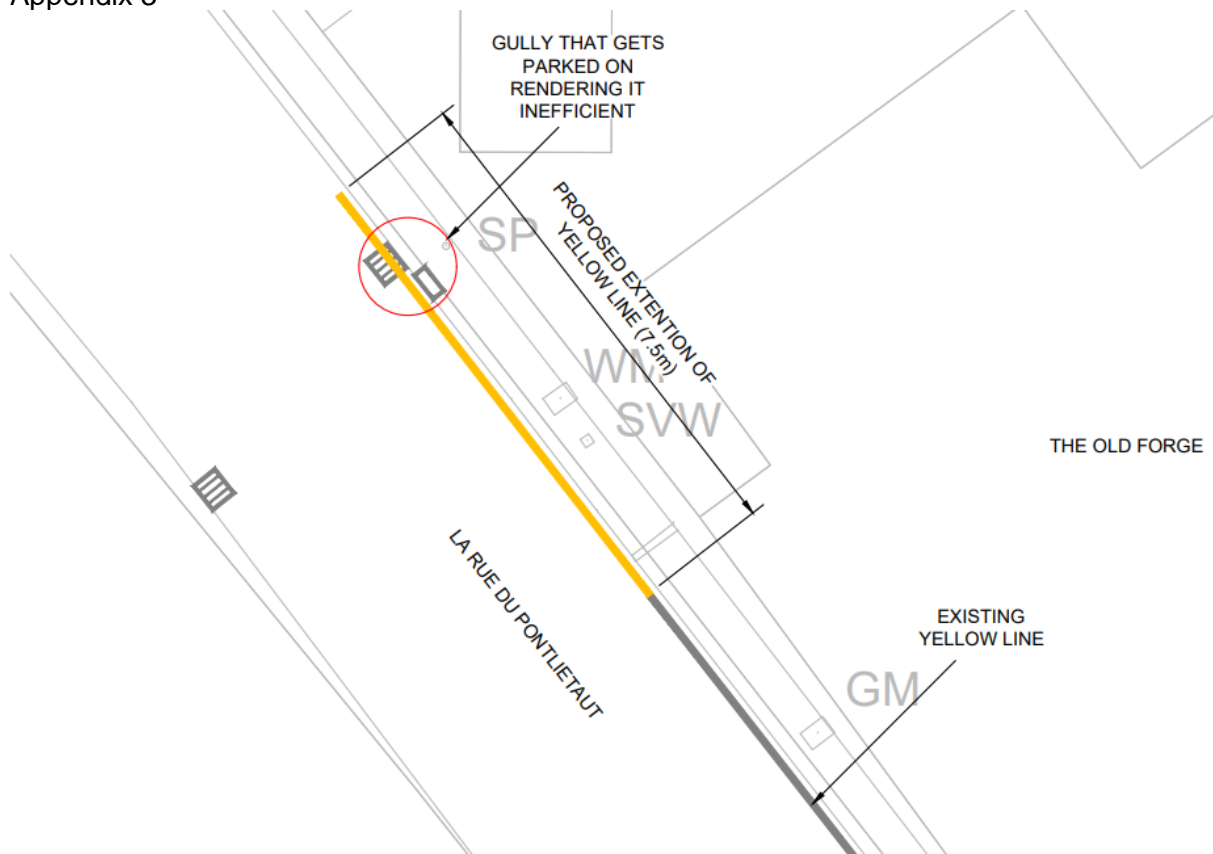 Appendix 3
GULLY THAT GETS
PARKED ON
RENDERING IT
INEFFICIENT
SP
PROPOSED EXTENTION OF
YELLOW LINE (7.5m)
WM
SVW
THE OLD FORGE
LA RUE DU PONTLIETAUT
EXISTING
YELLOW LINE
GM